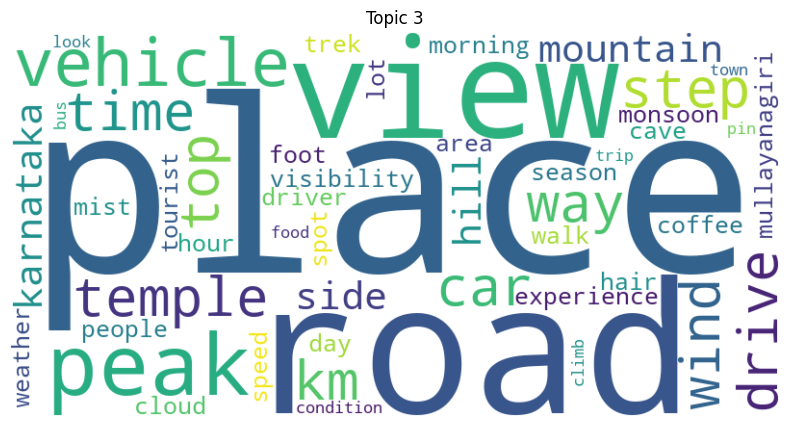 Topic 3
look
trek
morning
mountain
vehicle
view
step
town
lot
time
bus
monsoon
pin
mullayanagiri
karnataka
place
top
foot
area
cave
trip
tourist
visibility
hill
season
mist
driver
way
coffee
hour
food
spot
walk
temple
side
car
hair
experience
wind
drive
weather
people
peak
road
speed
day
km
climb
cloud
condition